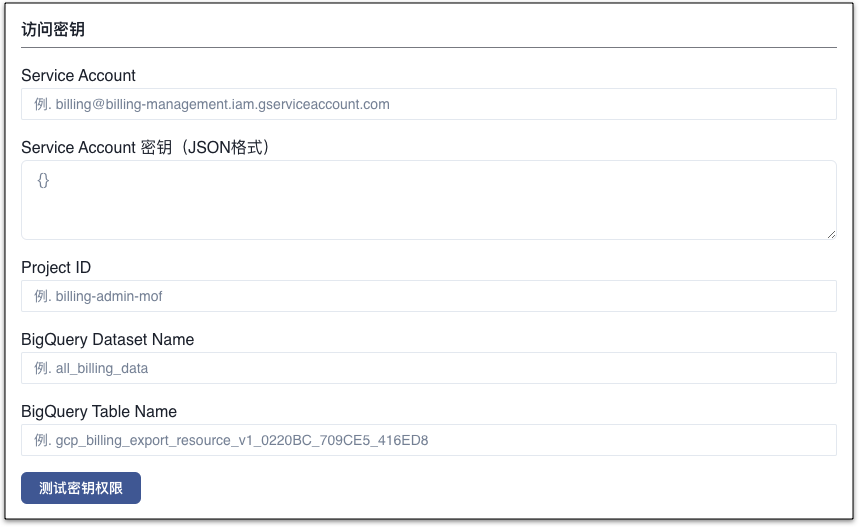 访问密钥
Service Account
例. billing@billing-management.iam.gserviceaccount.com
Service Account 密钥（JSON格式）
{}
Project ID
例. billing-admin-mof
BigQuery Dataset Name
例. all_billing_data
BigQuery Table Name
例. gcp_billing_export_resource_v1_0220BC_709CE5_416ED8
测试密钥权限